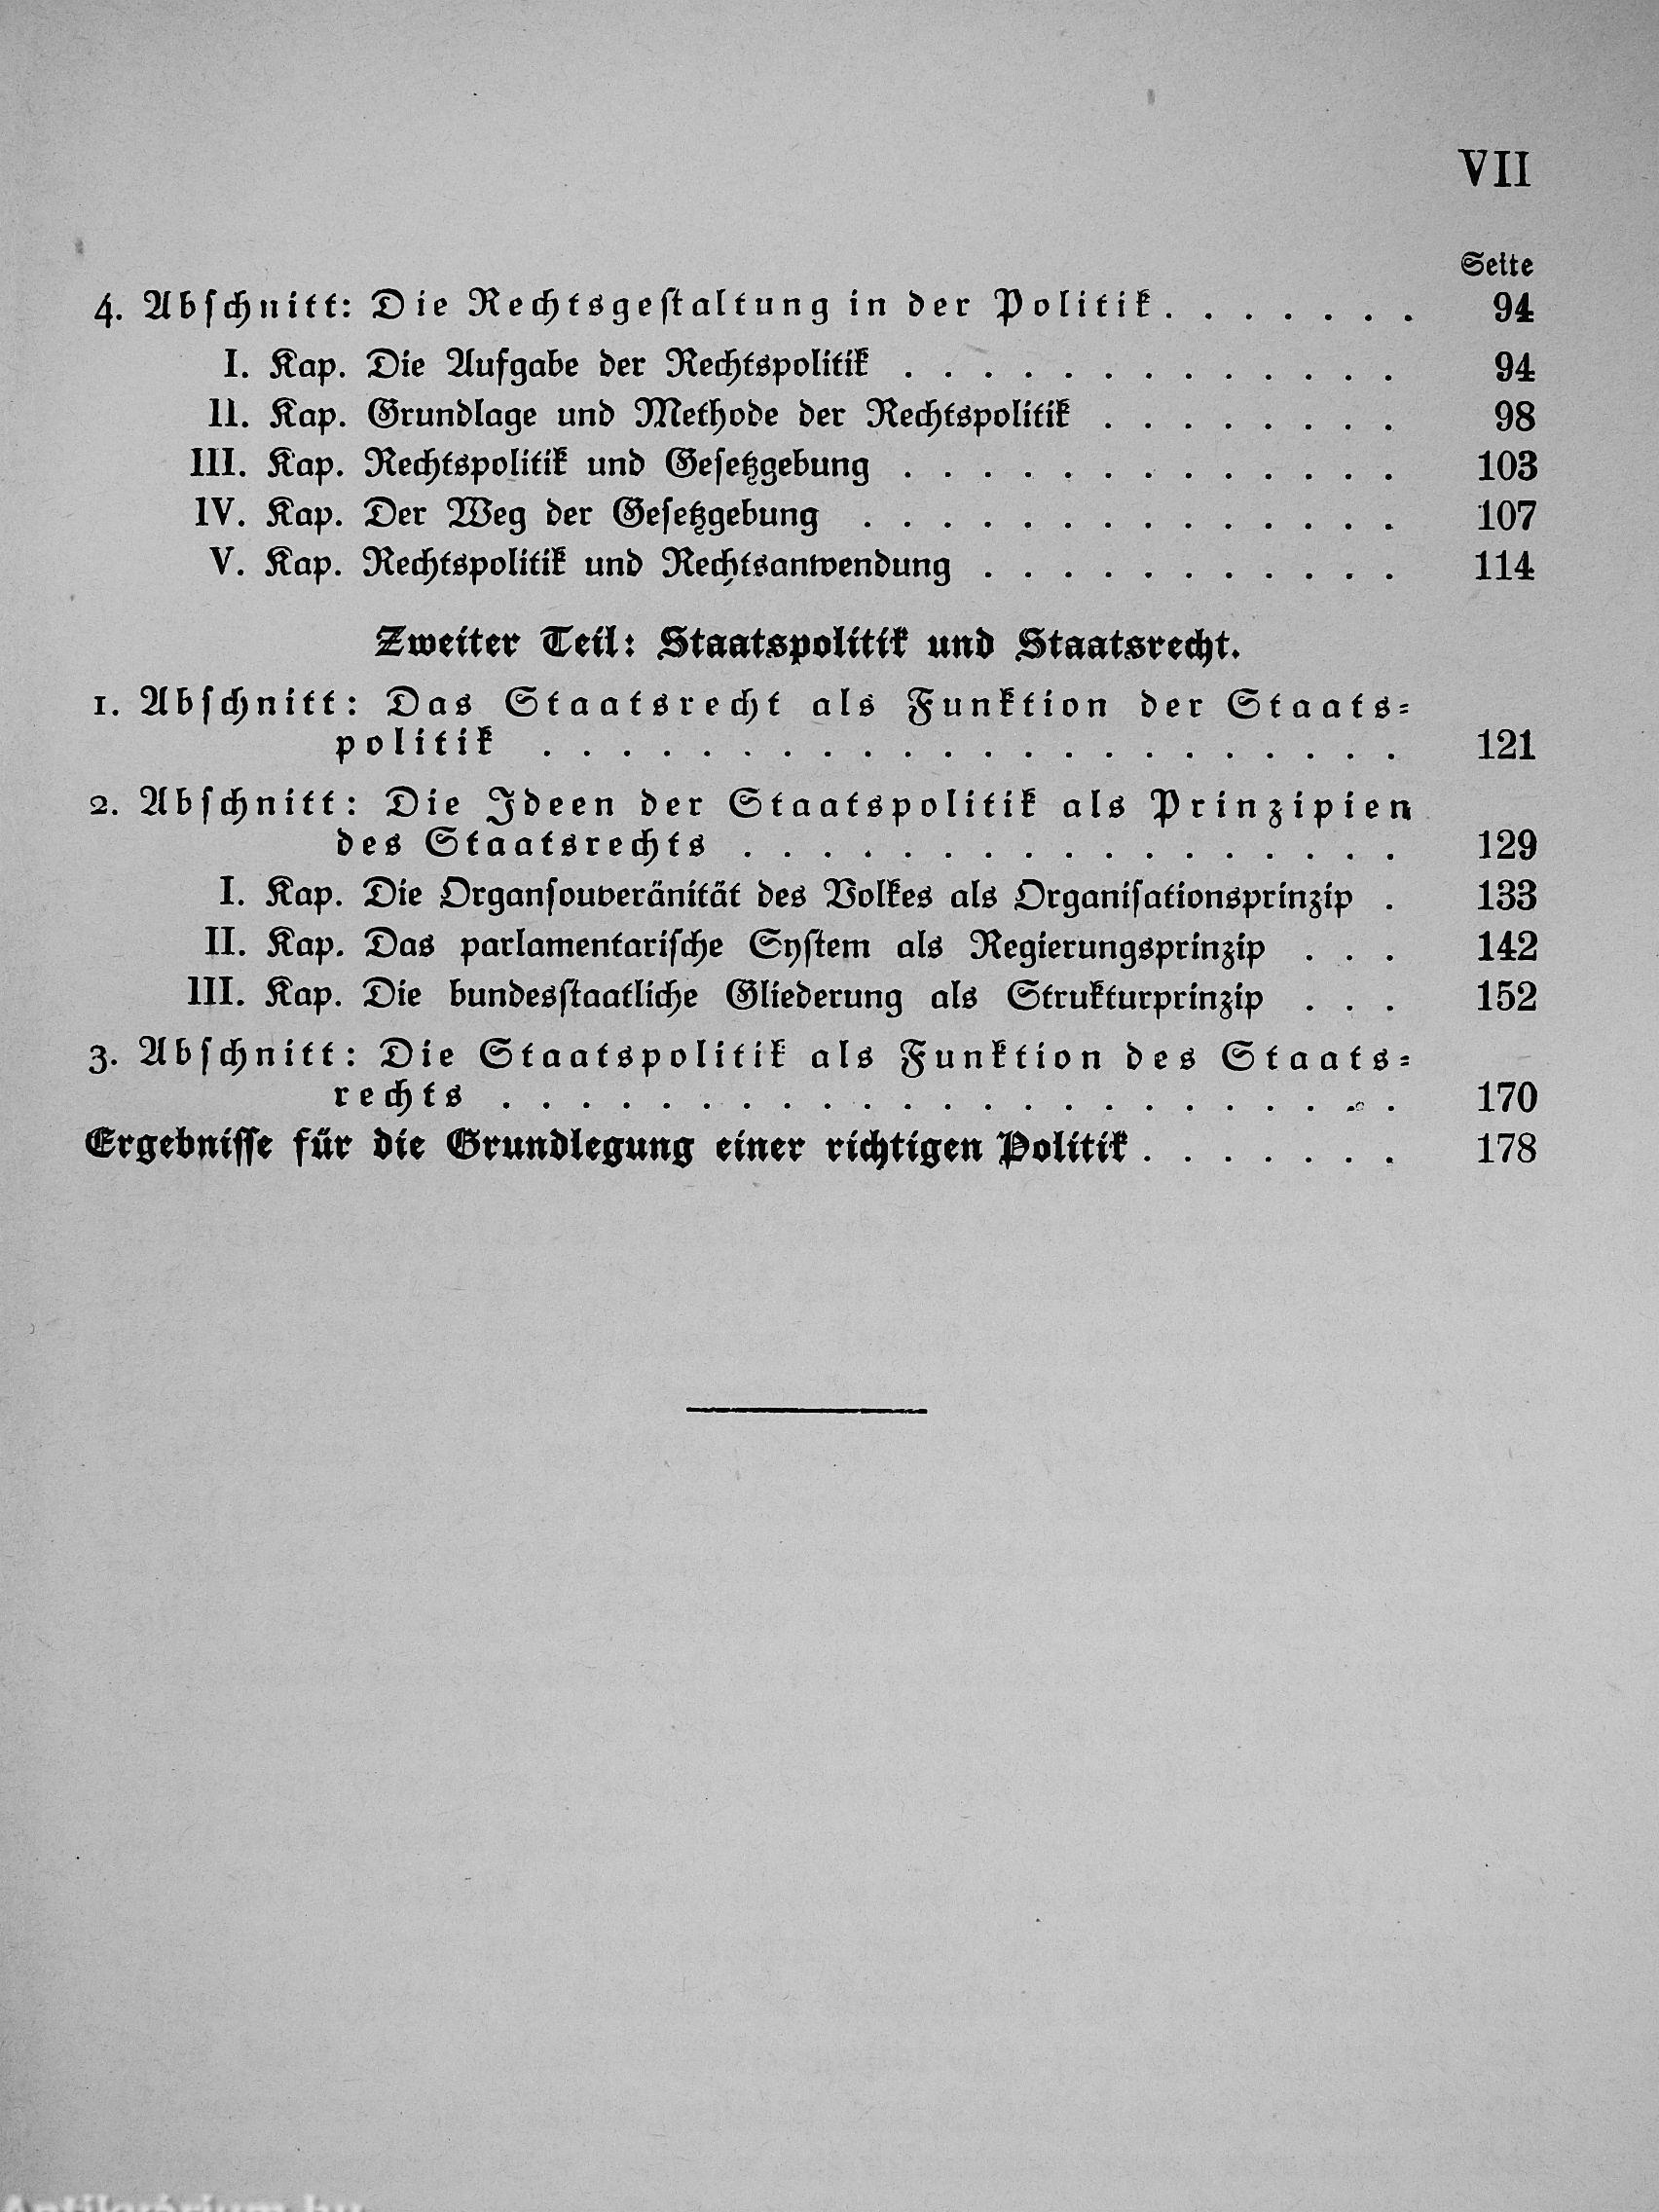 VII
Seite
4. Abschnitt: Die Rechtsgestaltung in der Politik . . . . . . . 94
I. Kap. Die Aufgabe der Rechtspolitik . . . . . . . . . . . . . 94
II. Kap. Grundlage und Methode der Rechtspolitik . . . . . . . . 98
III. Kap. Rechtspolitik und Gesetzgebung . . . . . . . . . . . . . 103
IV. Kap. Der Weg der Gesetzgebung . . . . . . . . . . . . . . 107
V. Kap. Rechtspolitik und Rechtsanwendung . . . . . . . . . . . 114
Zweiter Teil: Staatspolitik und Staatsrecht.
1. Abschnitt: Das Staatsrecht als Funktion der Staats-
politik . . . . . . . . . . . . . . . . . . . . . . 121
2. Abschnitt: Die Ideen der Staatspolitik als Prinzipien
des Staatsrechts . . . . . . . . . . . . . . . . . 129
I. Kap. Die Organsouveränität des Volkes als Organisationsprinzip . 133
II. Kap. Das parlamentarische System als Regierungsprinzip . . . 142
III. Kap. Die bundesstaatliche Gliederung als Strukturprinzip . . . 152
3. Abschnitt: Die Staatspolitik als Funktion des Staats-
rechts . . . . . . . . . . . . . . . . . . . . . . . 170
Ergebnisse für die Grundlegung einer richtigen Politik . . . . . . . 178
Antikvárium.hu